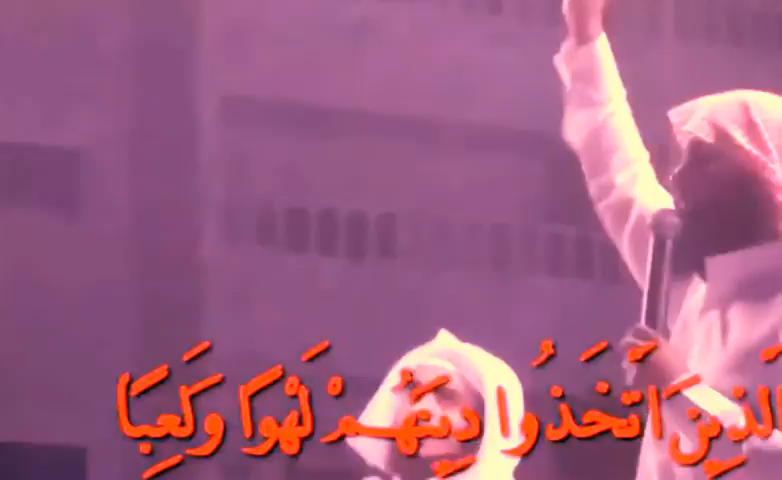 الَّذِينَ اتَّخَذُوا دِينَهُمْ لَهْوًا وَلَعِبًا